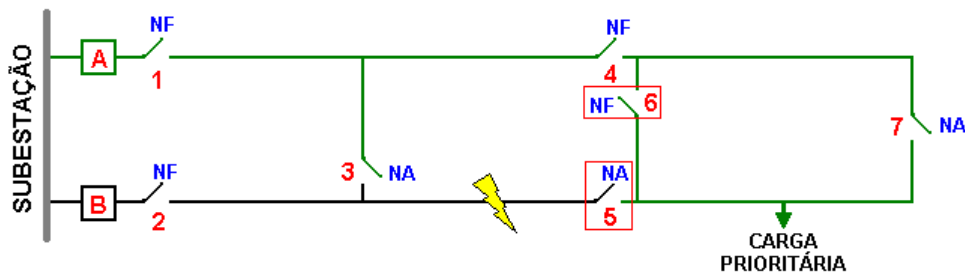 SUBESTAÇÃO
A
NF
1
NF
4
NF
6
7
NA
3
NA
B
NF
2
NA
5
CARGA
PRIORITÁRIA